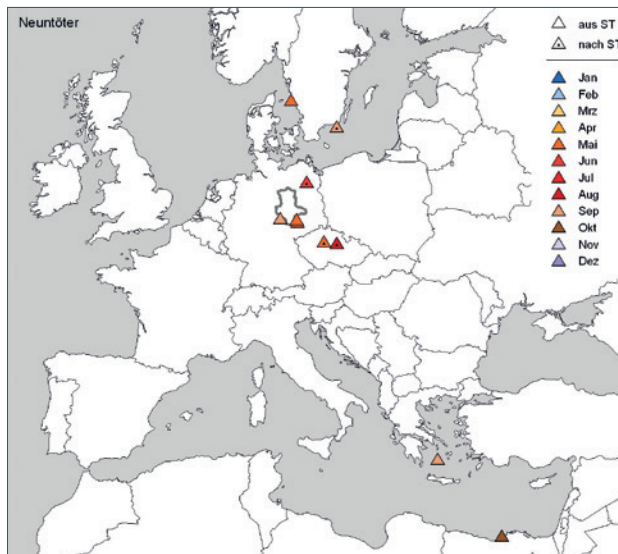 Neuntöter
aus ST
nach ST
Jan
Feb
Mrz
Apr
Mai
Jun
Jul
Aug
Sep
Okt
Nov
Dez